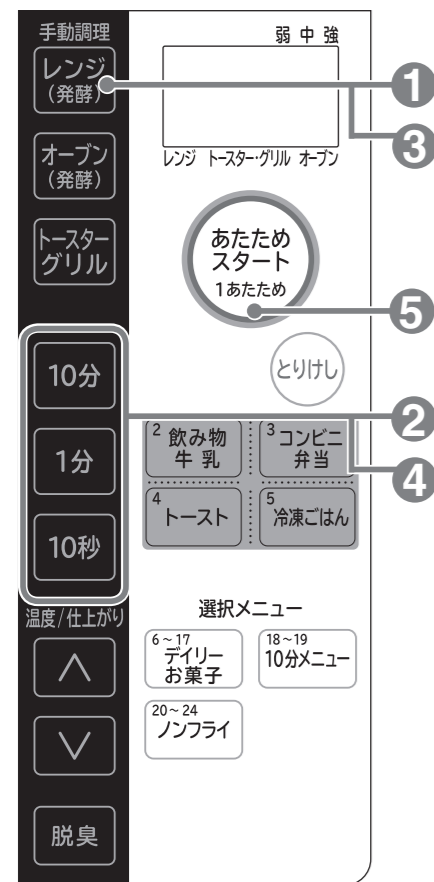 手動調理
レンジ
(発酵)
オーブン
(発酵)
トースター
グリル
10分
1分
10秒
温度/仕上がり
脱臭
弱 中 強
レンジ トースター・グリル オーブン
あたため
スタート
1あたため
とりけし
2 飲み物
牛乳
3 コンビニ
弁当
4
トースト
5
冷凍ごはん
選択メニュー
6~17
デイリー
お菓子
18~19
10分メニュー
20~24
ノンフライ
1
3
5
2
4